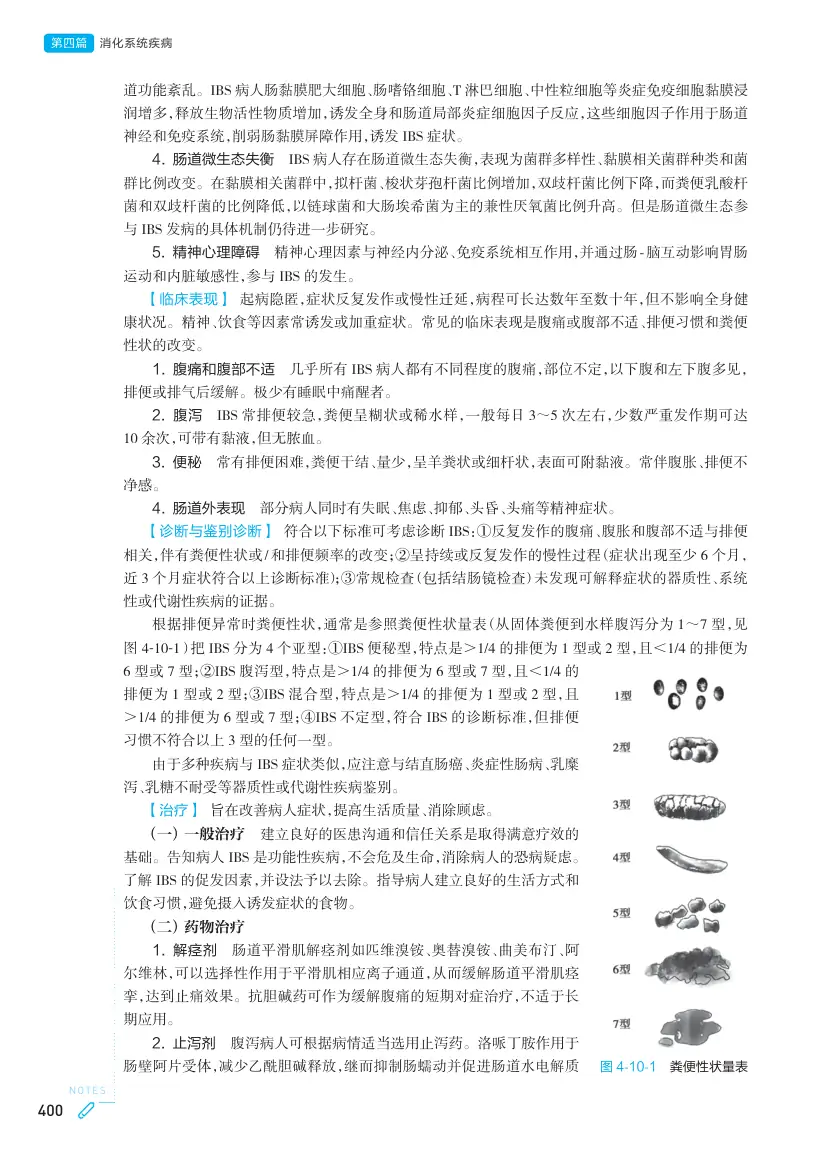 第四篇 消化系统疾病
道功能紊乱。IBS 病人肠黏膜肥大细胞、肠嗜铬细胞、T 淋巴细胞、中性粒细胞等炎症免疫细胞黏膜浸
润增多，释放生物活性物质增加，诱发全身和肠道局部炎症细胞因子反应，这些细胞因子作用于肠道
神经和免疫系统，削弱肠黏膜屏障作用，诱发 IBS 症状。
4. 肠道微生态失衡 IBS 病人存在肠道微生态失衡，表现为菌群多样性、黏膜相关菌群种类和菌
群比例改变。在黏膜相关菌群中，拟杆菌、梭状芽孢杆菌比例增加，双歧杆菌比例下降，而粪便乳酸杆
菌和双歧杆菌的比例降低，以链球菌和大肠埃希菌为主的兼性厌氧菌比例升高。但是肠道微生态参
与 IBS 发病的具体机制仍待进一步研究。
5. 精神心理障碍 精神心理因素与神经内分泌、免疫系统相互作用，并通过肠-脑互动影响胃肠
运动和内脏敏感性，参与 IBS 的发生。
【临床表现】 起病隐匿，症状反复发作或慢性迁延，病程可长达数年至数十年，但不影响全身健
康状况。精神、饮食等因素常诱发或加重症状。常见的临床表现是腹痛或腹部不适、排便习惯和粪便
性状的改变。
1. 腹痛和腹部不适 几乎所有 IBS 病人都有不同程度的腹痛，部位不定，以下腹和左下腹多见，
排便或排气后缓解。极少有睡眠中痛醒者。
2. 腹泻 IBS 常排便较急，粪便呈糊状或稀水样，一般每日 3～5 次左右，少数严重发作期可达
10 余次，可带有黏液，但无脓血。
3. 便秘 常有排便困难，粪便干结、量少，呈羊粪状或细杆状，表面可附黏液。常伴腹胀、排便不
净感。
4. 肠道外表现 部分病人同时有失眠、焦虑、抑郁、头昏、头痛等精神症状。
【诊断与鉴别诊断】 符合以下标准可考虑诊断 IBS：①反复发作的腹痛、腹胀和腹部不适与排便
相关，伴有粪便性状或/和排便频率的改变；②呈持续或反复发作的慢性过程（症状出现至少 6 个月，
近 3 个月症状符合以上诊断标准）；③常规检查（包括结肠镜检查）未发现可解释症状的器质性、系统
性或代谢性疾病的证据。
根据排便异常时粪便性状，通常是参照粪便性状量表（从固体粪便到水样腹泻分为 1～7 型，见
图 4-10-1）把 IBS 分为 4 个亚型：①IBS 便秘型，特点是＞1/4 的排便为 1 型或 2 型，且＜1/4 的排便为
6 型或 7 型；②IBS 腹泻型，特点是＞1/4 的排便为 6 型或 7 型，且＜1/4 的
排便为 1 型或 2 型；③IBS 混合型，特点是＞1/4 的排便为 1 型或 2 型，且
＞1/4 的排便为 6 型或 7 型；④IBS 不定型，符合 IBS 的诊断标准，但排便
习惯不符合以上 3 型的任何一型。
由于多种疾病与 IBS 症状类似，应注意与结直肠癌、炎症性肠病、乳糜
泻、乳糖不耐受等器质性或代谢性疾病鉴别。
【治疗】 旨在改善病人症状，提高生活质量、消除顾虑。
（一）一般治疗 建立良好的医患沟通和信任关系是取得满意疗效的
基础。告知病人 IBS 是功能性疾病，不会危及生命，消除病人的恐病疑虑。
了解 IBS 的促发因素，并设法予以去除。指导病人建立良好的生活方式和
饮食习惯，避免摄入诱发症状的食物。
（二）药物治疗
1. 解痉剂 肠道平滑肌解痉剂如匹维溴铵、奥替溴铵、曲美布汀、阿
尔维林，可以选择性作用于平滑肌相应离子通道，从而缓解肠道平滑肌痉
挛，达到止痛效果。抗胆碱药可作为缓解腹痛的短期对症治疗，不适于长
期应用。
2. 止泻剂 腹泻病人可根据病情适当选用止泻药。洛哌丁胺作用于
肠壁阿片受体，减少乙酰胆碱释放，继而抑制肠蠕动并促进肠道水电解质
1型
2型
3型
4型
5型
6型
7型
图 4-10-1 粪便性状量表
NOTES
400